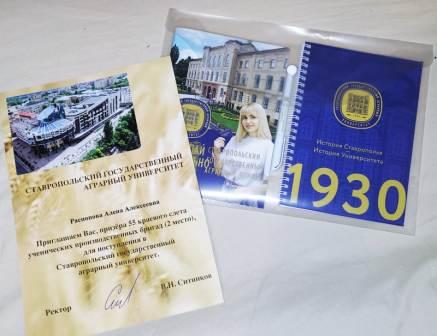 СТАВРОПОЛЬСКИЙ ГОСУДАРСТВЕННЫЙ
АГРАРНЫЙ УНИВЕРСИТЕТ
Распопова Алена Алексеевна
Приглашаем Вас, призёра 55 краевого слета
ученических производственных бригад (2 место),
для поступления в
Ставропольский государственный
аграрный университет.
Ректор
В.Н. Ситников
История Ставрополья
История Университета
1930